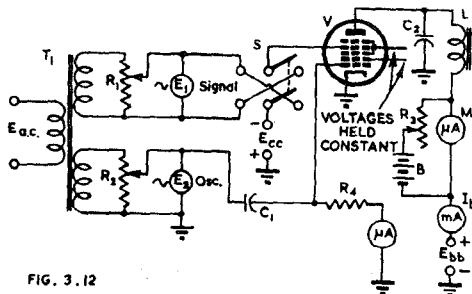 V
L
C2
T1
S
R1
E1
Signal
Ea.c.
VOLTAGES
HELD
CONSTANT
R3
M
μA
Ecc
B
R2
E2
Osc.
C1
R4
μA
Ib
mA
Ebb
FIG. 3.12